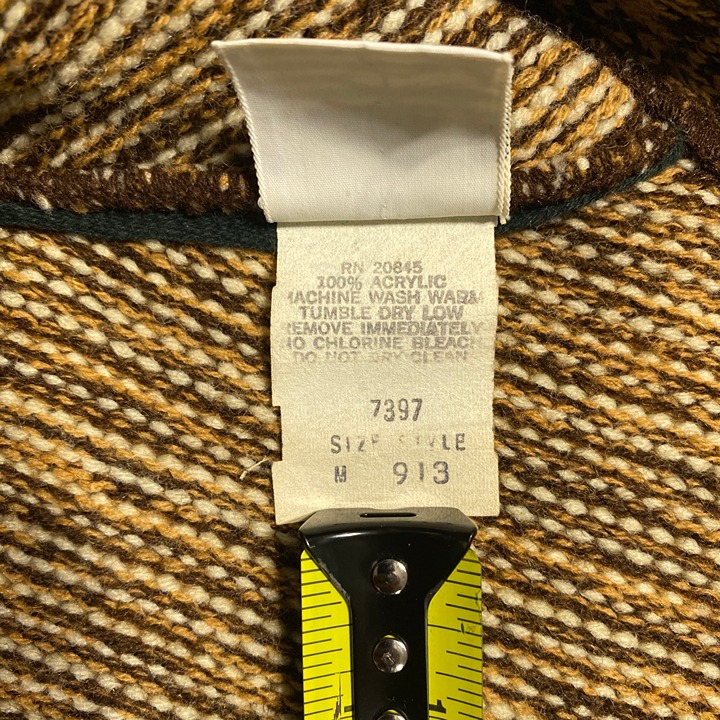 RN 20845
100% ACRYLIC
MACHINE WASH WARM
TUMBLE DRY LOW
REMOVE IMMEDIATELY
NO CHLORINE BLEACH
DO NOT DRY CLEAN
7397
SIZE STYLE
M 913
1